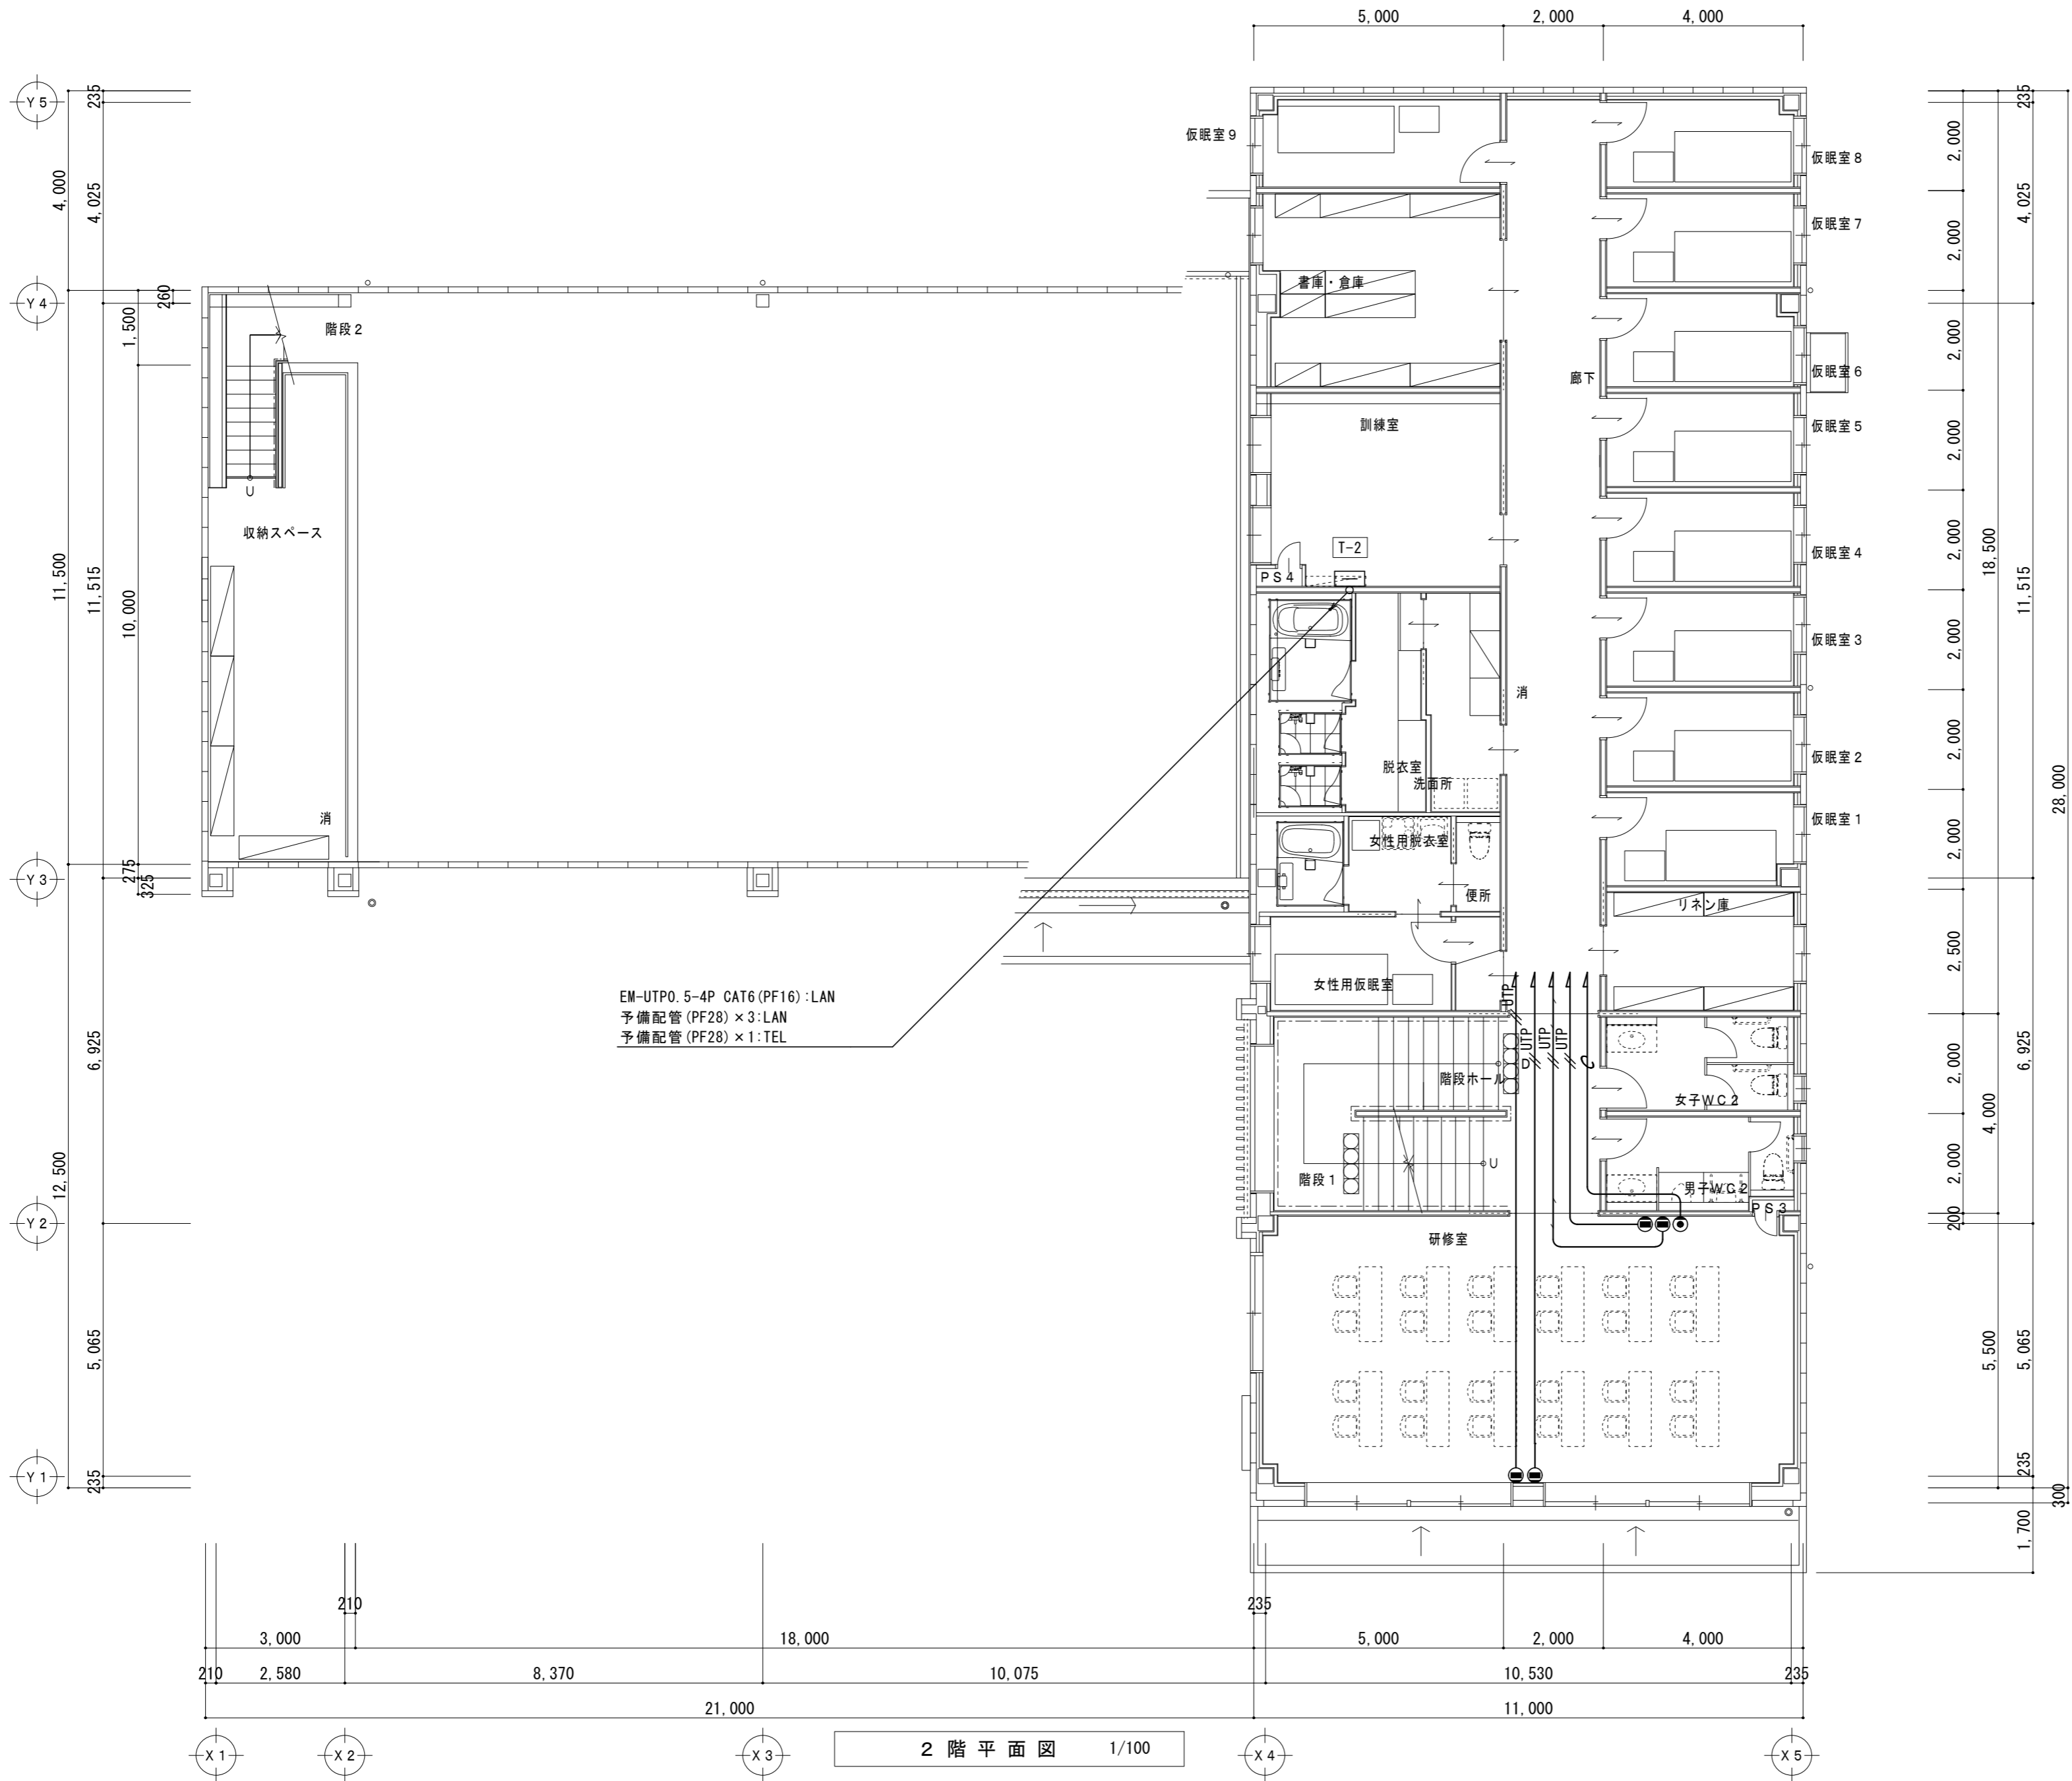 5,000
2,000
4,000
Y5
235
4,000
4,025
Y4
260
1,500
11,500
11,515
10,000
Y3
275
325
6,925
12,500
Y2
5,065
Y1
235
仮眠室9
仮眠室8
仮眠室7
書庫・倉庫
階段2
廊下
仮眠室6
訓練室
仮眠室5
U
収納スペース
T-2
仮眠室4
PS4
仮眠室3
消
仮眠室2
脱衣室
洗面所
消
仮眠室1
女性用脱衣室
便所
リネン庫
女性用仮眠室
EM-UTP0.5-4P CAT6(PF16):LAN
予備配管(PF28)×3:LAN
予備配管(PF28)×1:TEL
UTP
UTP
UTP
UTP
D
階段ホール
女子WC2
U
階段1
男子WC2
PS3
研修室
235
2,000
4,025
2,000
2,000
2,000
2,000
18,500
11,515
2,000
2,000
2,000
28,000
2,500
6,925
2,000
4,000
2,000
200
5,500
5,065
235
300
1,700
210
235
3,000
18,000
5,000
2,000
4,000
210
2,580
8,370
10,075
10,530
235
21,000
11,000
X1
X2
X3
2階平面図 1/100
X4
X5